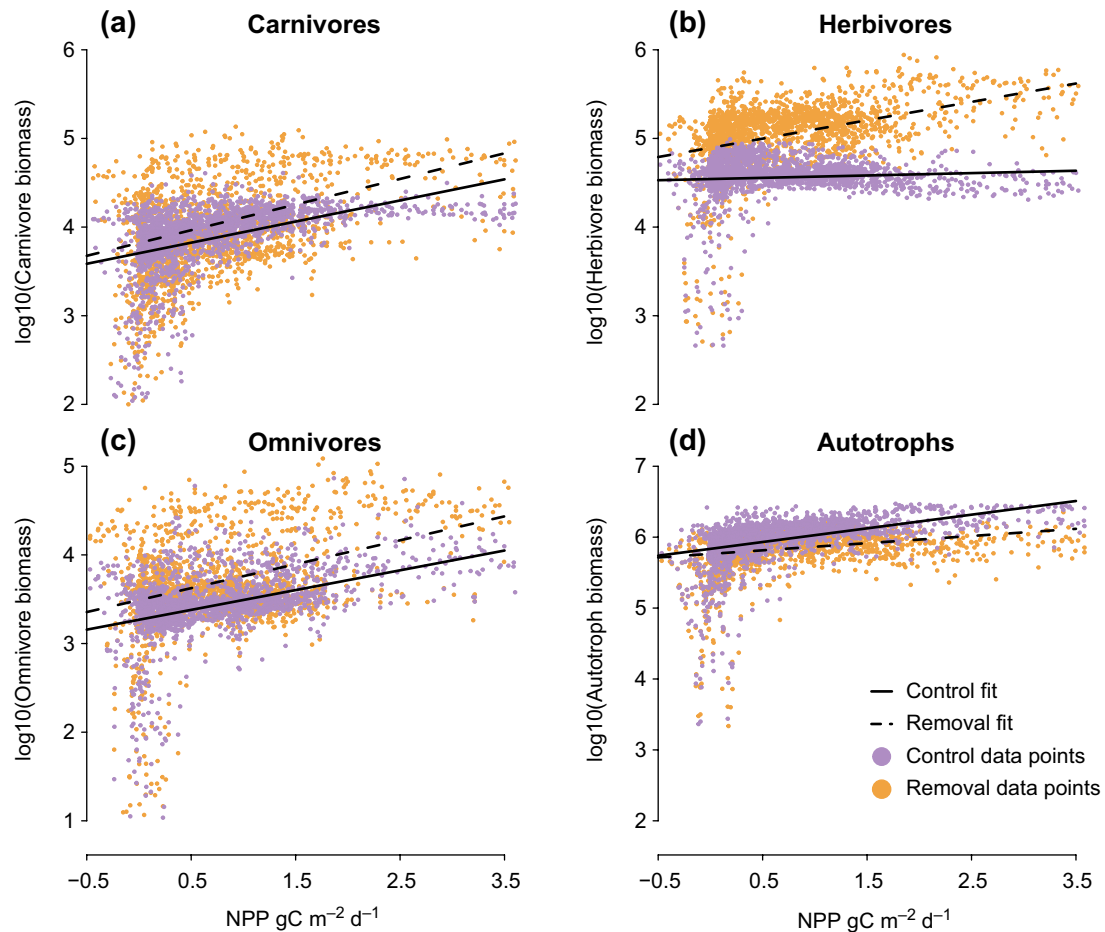 (a) Carnivores
(b) Herbivores
log10(Carnivore biomass)
6
5
4
3
2
log10(Herbivore biomass)
6
5
4
3
2
(c) Omnivores
(d) Autotrophs
log10(Omnivore biomass)
5
4
3
2
1
−0.5 0.5 1.5 2.5 3.5
NPP gC m−2 d−1
log10(Autotroph biomass)
7
6
5
4
3
2
Control fit
Removal fit
Control data points
Removal data points
−0.5 0.5 1.5 2.5 3.5
NPP gC m−2 d−1